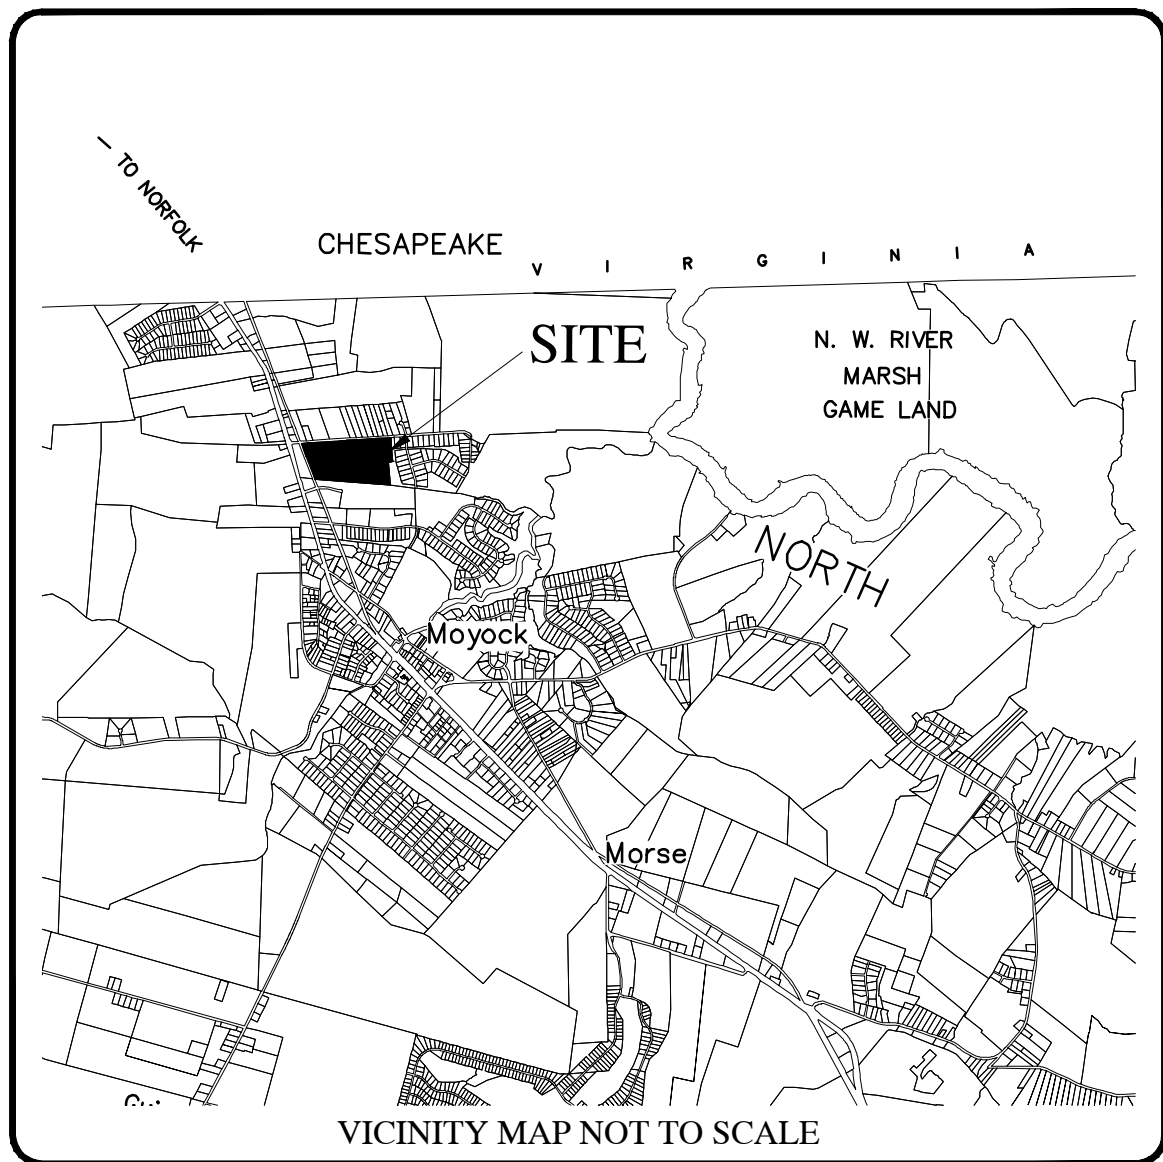 TO NORFOLK
CHESAPEAKE
V I R G I N I A
SITE
N. W. RIVER
MARSH
GAME LAND
NORTH
Moyock
Morse
VICINITY MAP NOT TO SCALE